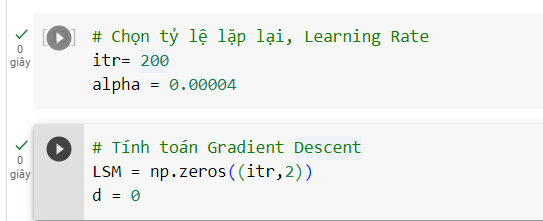 # Chọn tỷ lệ lặp lại, Learning Rate
0
giây
itr= 200
alpha = 0.00004
# Tính toán Gradient Descent
0
giây
LSM = np.zeros((itr,2))
d = 0